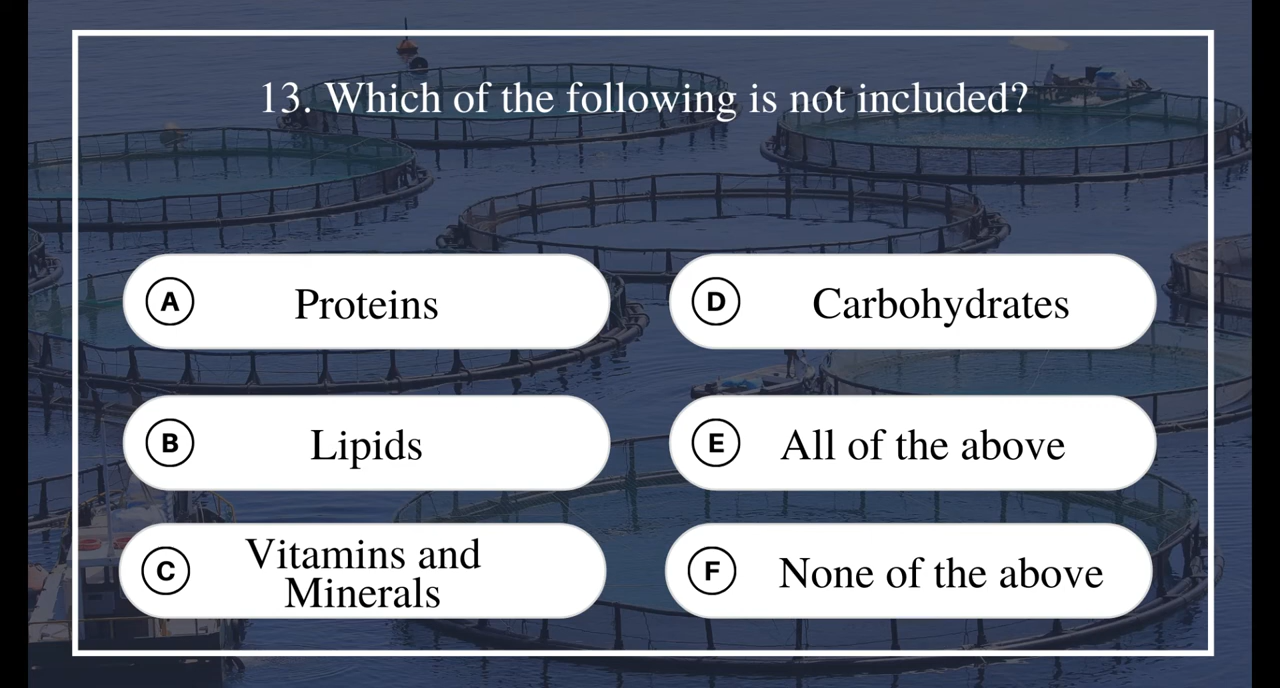 13. Which of the following is not included?
A Proteins
B Lipids
C Vitamins and
Minerals
D Carbohydrates
E All of the above
F None of the above